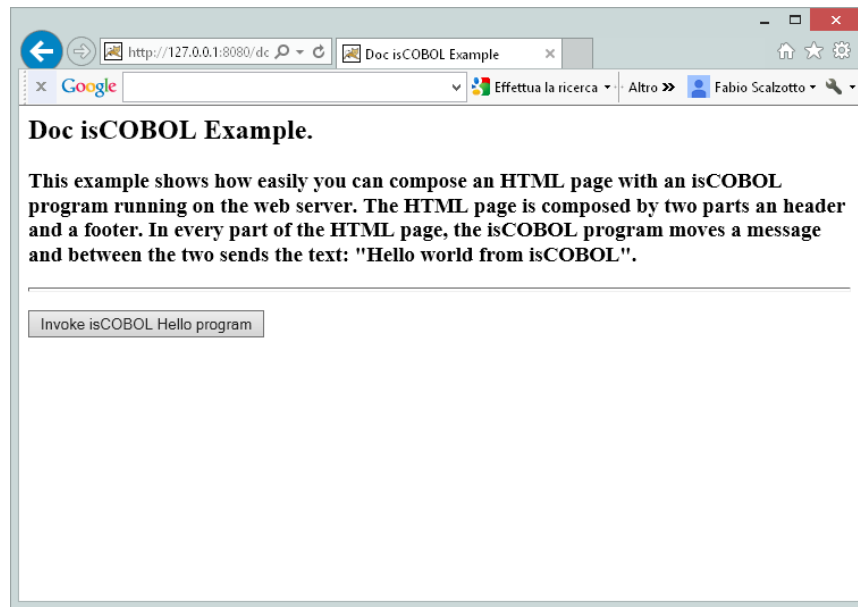 http://127.0.0.1:8080/dc
Doc isCOBOL Example
x Google Effettua la ricerca Altro » Fabio Scalzotto
Doc isCOBOL Example.
This example shows how easily you can compose an HTML page with an isCOBOL
program running on the web server. The HTML page is composed by two parts an header
and a footer. In every part of the HTML page, the isCOBOL program moves a message
and between the two sends the text: "Hello world from isCOBOL".
Invoke isCOBOL Hello program